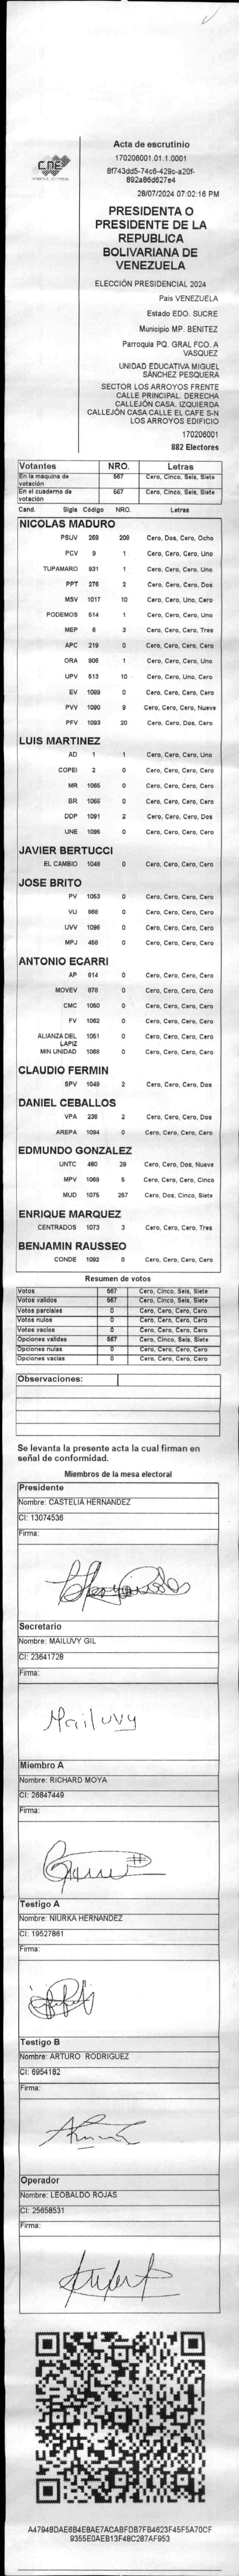 CNE
Acta de escrutinio
170206001.01.1.0001
8f743dd5-74c6-429c-a20f-
892a86d627e4
28/07/2024 07:02:16 PM
PRESIDENTA O
PRESIDENTE DE LA
REPUBLICA
BOLIVARIANA DE
VENEZUELA
ELECCIÓN PRESIDENCIAL 2024
Pais VENEZUELA
Estado EDO. SUCRE
Municipio MP. BENITEZ
Parroquia PQ. GRAL FCO. A
VASQUEZ
UNIDAD EDUCATIVA MIGUEL
SÁNCHEZ PESQUERA
SECTOR LOS ARROYOS FRENTE
CALLE PRINCIPAL. DERECHA
CALLEJÓN CASA. IZQUIERDA
CALLEJÓN CASA CALLE EL CAFE S-N
LOS ARROYOS EDIFICIO
170206001
882 Electores
Votantes NRO. Letras
En la máquina de votación 567 Cero, Cinco, Seis, Siete
En el cuaderno de votación 567 Cero, Cinco, Seis, Siete
Cand. Sigla Código NRO. Letras
NICOLAS MADURO
PSUV 269 208 Cero, Dos, Cero, Ocho
PCV 9 1 Cero, Cero, Cero, Uno
TUPAMARO 931 1 Cero, Cero, Cero, Uno
PPT 276 2 Cero, Cero, Cero, Dos
MSV 1017 10 Cero, Cero, Uno, Cero
PODEMOS 514 1 Cero, Cero, Cero, Uno
MEP 6 3 Cero, Cero, Cero, Tres
APC 219 0 Cero, Cero, Cero, Cero
ORA 906 1 Cero, Cero, Cero, Uno
UPV 513 10 Cero, Cero, Uno, Cero
EV 1089 0 Cero, Cero, Cero, Cero
PVV 1090 9 Cero, Cero, Cero, Nueve
PFV 1093 20 Cero, Cero, Dos, Cero
LUIS MARTINEZ
AD 1 1 Cero, Cero, Cero, Uno
COPEI 2 0 Cero, Cero, Cero, Cero
MR 1065 0 Cero, Cero, Cero, Cero
BR 1066 0 Cero, Cero, Cero, Cero
DDP 1091 2 Cero, Cero, Cero, Dos
UNE 1095 0 Cero, Cero, Cero, Cero
JAVIER BERTUCCI
EL CAMBIO 1048 0 Cero, Cero, Cero, Cero
JOSE BRITO
PV 1053 0 Cero, Cero, Cero, Cero
VU 868 0 Cero, Cero, Cero, Cero
UVV 1096 0 Cero, Cero, Cero, Cero
MPJ 458 0 Cero, Cero, Cero, Cero
ANTONIO ECARRI
AP 814 0 Cero, Cero, Cero, Cero
MOVEV 878 0 Cero, Cero, Cero, Cero
CMC 1050 0 Cero, Cero, Cero, Cero
FV 1062 0 Cero, Cero, Cero, Cero
ALIANZA DEL LAPIZ 1051 0 Cero, Cero, Cero, Cero
MIN UNIDAD 1068 0 Cero, Cero, Cero, Cero
CLAUDIO FERMIN
SPV 1049 2 Cero, Cero, Cero, Dos
DANIEL CEBALLOS
VPA 236 2 Cero, Cero, Cero, Dos
AREPA 1094 0 Cero, Cero, Cero, Cero
EDMUNDO GONZALEZ
UNTC 460 29 Cero, Cero, Dos, Nueve
MPV 1069 5 Cero, Cero, Cero, Cinco
MUD 1075 257 Cero, Dos, Cinco, Siete
ENRIQUE MARQUEZ
CENTRADOS 1073 3 Cero, Cero, Cero, Tres
BENJAMIN RAUSSEO
CONDE 1092 0 Cero, Cero, Cero, Cero
Resumen de votos
Votos 567 Cero, Cinco, Seis, Siete
Votos validos 567 Cero, Cinco, Seis, Siete
Votos parciales 0 Cero, Cero, Cero, Cero
Votos nulos 0 Cero, Cero, Cero, Cero
Votos vacios 0 Cero, Cero, Cero, Cero
Opciones validas 567 Cero, Cinco, Seis, Siete
Opciones nulas 0 Cero, Cero, Cero, Cero
Opciones vacias 0 Cero, Cero, Cero, Cero
Observaciones:
Se levanta la presente acta la cual firman en
señal de conformidad.
Miembros de la mesa electoral
Presidente
Nombre: CASTELIA HERNANDEZ
CI: 13074536
Firma:
Secretario
Nombre: MAILUVY GIL
CI: 23641728
Firma:
Mailuvy
Miembro A
Nombre: RICHARD MOYA
CI: 26847449
Firma:
Testigo A
Nombre: NIURKA HERNANDEZ
CI: 19527861
Firma:
Testigo B
Nombre: ARTURO RODRIGUEZ
CI: 6954182
Firma:
Operador
Nombre: LEOBALDO ROJAS
CI: 25658531
Firma:
A47948DAE6B4EBAE7ACABFDB7FB4623F45F5A70CF
9355E0AEB13F48C287AF953